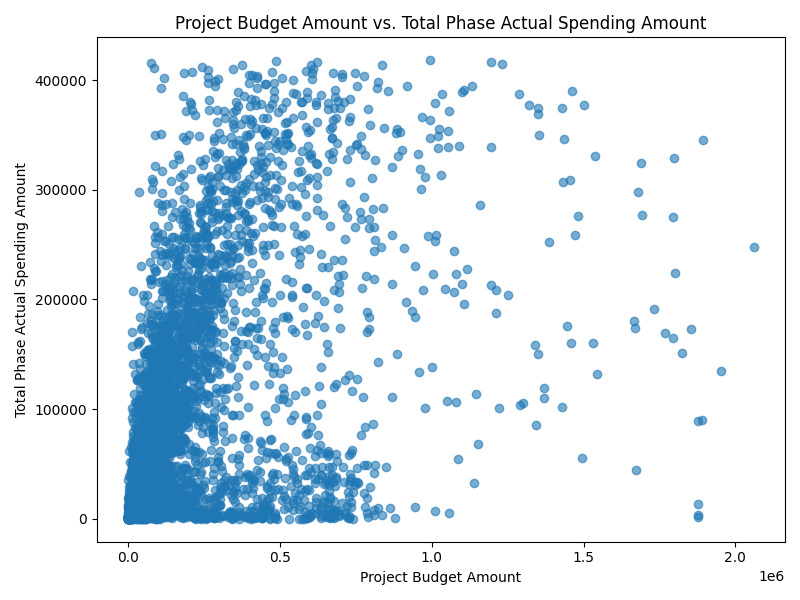 Project Budget Amount vs. Total Phase Actual Spending Amount
Total Phase Actual Spending Amount
400000
300000
200000
100000
0
0.0
0.5
1.0
1.5
2.0
1e6
Project Budget Amount